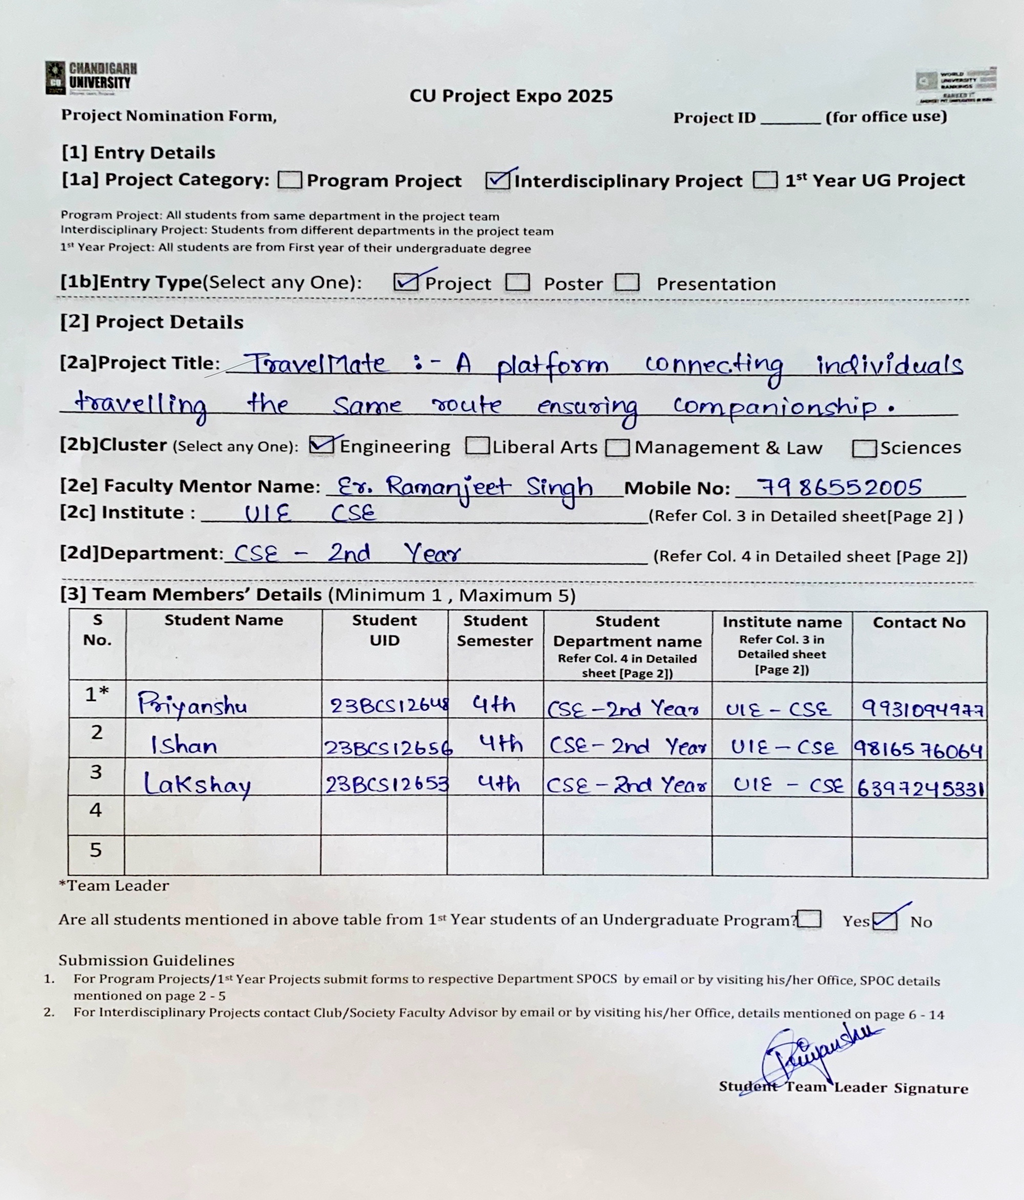 CHANDIGARH
UNIVERSITY
CU
WORLD
UNIVERSITY
RANKINGS
CU Project Expo 2025
Project Nomination Form,
Project ID ______ (for office use)
[1] Entry Details
[1a] Project Category: Program Project Interdisciplinary Project 1st Year UG Project
Program Project: All students from same department in the project team
Interdisciplinary Project: Students from different departments in the project team
1st Year Project: All students are from First year of their undergraduate degree
[1b]Entry Type(Select any One): Project Poster Presentation
[2] Project Details
[2a]Project Title: TravelMate :- A platform connecting individuals
travelling the same route ensuring companionship.
[2b]Cluster (Select any One): Engineering Liberal Arts Management & Law Sciences
[2e] Faculty Mentor Name: Er. Ramanjeet Singh Mobile No: 7986552005
[2c] Institute : UIE CSE (Refer Col. 3 in Detailed sheet[Page 2] )
[2d]Department: CSE - 2nd Year (Refer Col. 4 in Detailed sheet [Page 2])
[3] Team Members' Details (Minimum 1 , Maximum 5)
S No. Student Name Student UID Student Semester Student Department name Refer Col. 4 in Detailed sheet [Page 2]) Institute name Refer Col. 3 in Detailed sheet [Page 2]) Contact No
1* Priyanshu 23BCS12648 4th CSE-2nd Year UIE-CSE 9931094977
2 Ishan 23BCS12656 4th CSE-2nd Year UIE-CSE 9816576064
3 Lakshay 23BCS12653 4th CSE-2nd Year UIE - CSE 6397245331
4
5
*Team Leader
Are all students mentioned in above table from 1st Year students of an Undergraduate Program? Yes No
Submission Guidelines
1. For Program Projects/1st Year Projects submit forms to respective Department SPOCS by email or by visiting his/her Office, SPOC details
mentioned on page 2 - 5
2. For Interdisciplinary Projects contact Club/Society Faculty Advisor by email or by visiting his/her Office, details mentioned on page 6 - 14
Priyanshu
Student Team Leader Signature